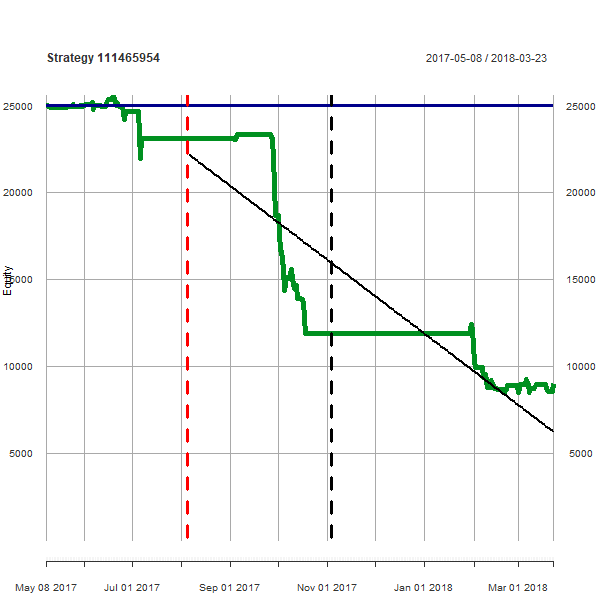 Strategy 111465954
2017-05-08 / 2018-03-23
25000 25000
20000 20000
15000 15000
Equity
10000 10000
5000 5000
May 08 2017 Jul 01 2017 Sep 01 2017 Nov 01 2017 Jan 01 2018 Mar 01 2018